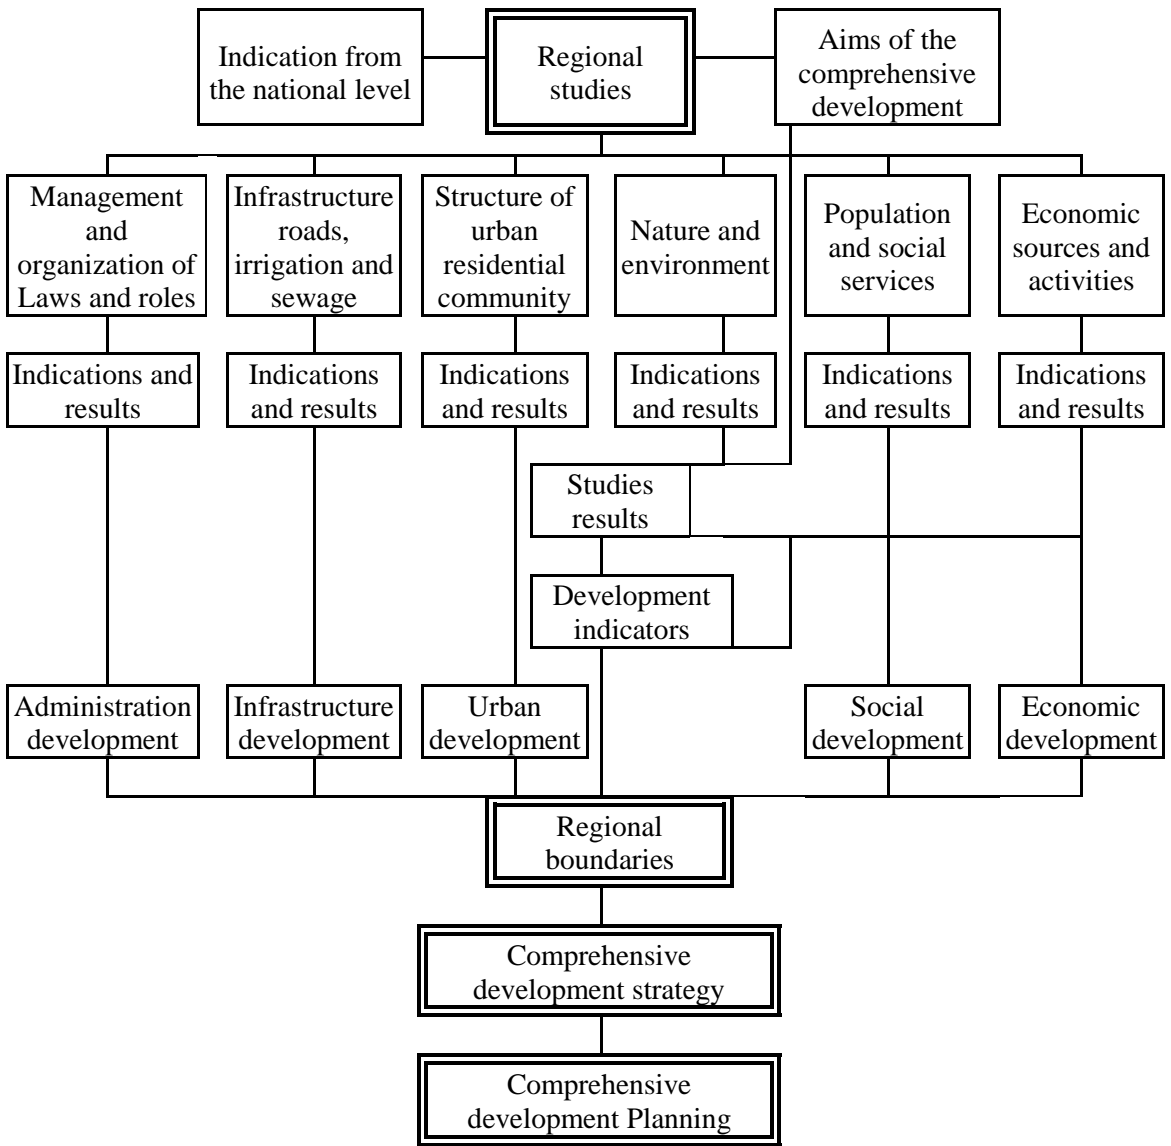 Indication from
the national level
Regional
studies
Aims of the
comprehensive
development
Management
and
organization of
Laws and roles
Infrastructure
roads,
irrigation and
sewage
Structure of
urban
residential
community
Nature and
environment
Population
and social
services
Economic
sources and
activities
Indications and
results
Indications
and results
Indications
and results
Indications
and results
Indications
and results
Indications
and results
Studies
results
Development
indicators
Administration
development
Infrastructure
development
Urban
development
Social
development
Economic
development
Regional
boundaries
Comprehensive
development strategy
Comprehensive
development Planning